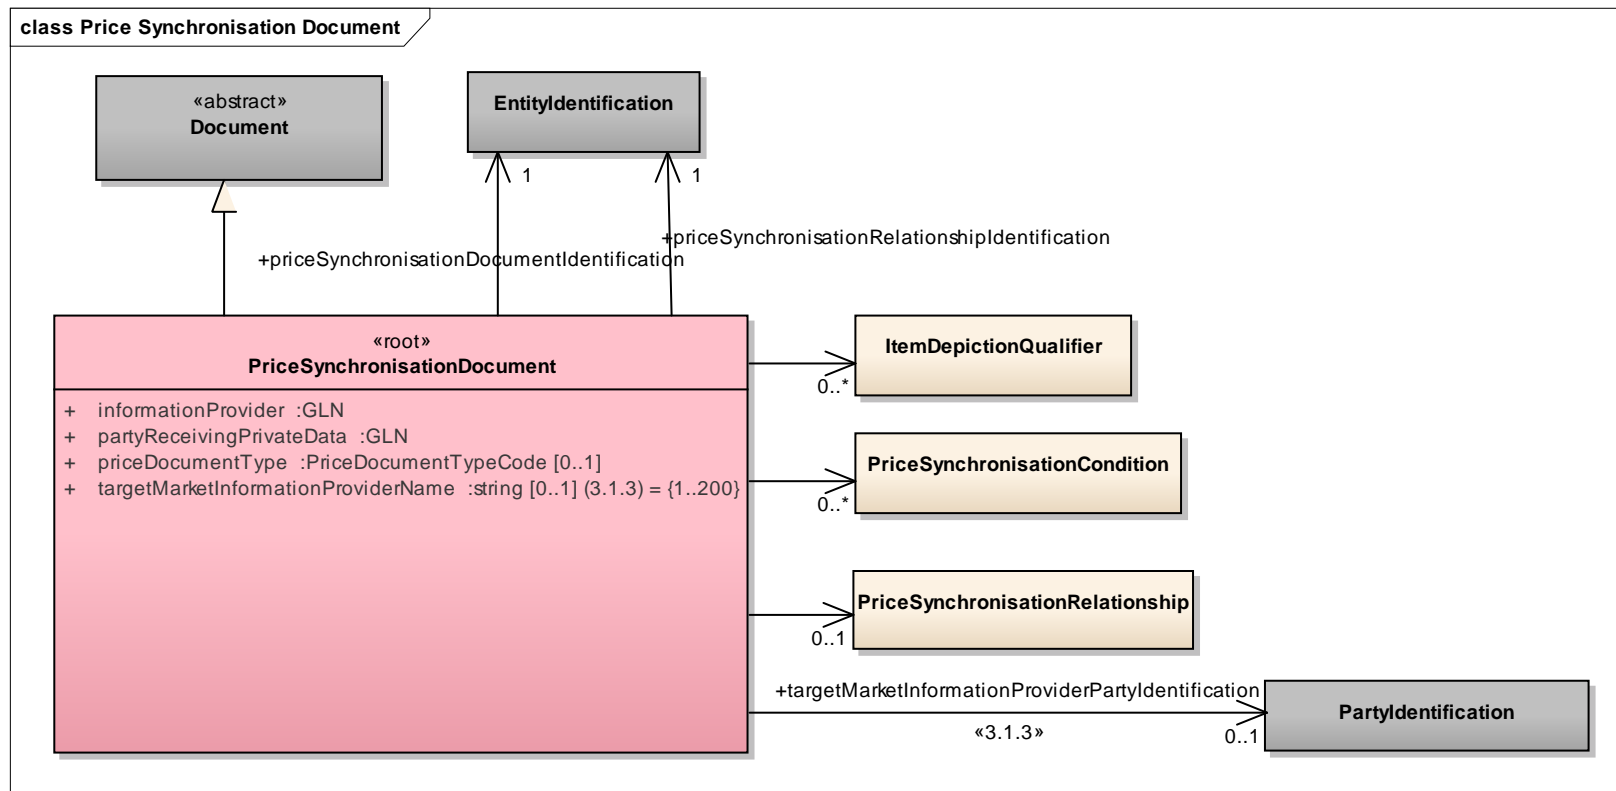 class Price Synchronisation Document
«abstract»
Document
EntityIdentification
1
1
+priceSynchronisationRelationshipIdentification
+priceSynchronisationDocumentIdentification
«root»
PriceSynchronisationDocument
+ informationProvider :GLN
+ partyReceivingPrivateData :GLN
+ priceDocumentType :PriceDocumentTypeCode [0..1]
+ targetMarketInformationProviderName :string [0..1] (3.1.3) = {1..200}
ItemDepictionQualifier
0..*
PriceSynchronisationCondition
0..*
PriceSynchronisationRelationship
0..1
+targetMarketInformationProviderPartyIdentification
«3.1.3»
0..1
PartyIdentification